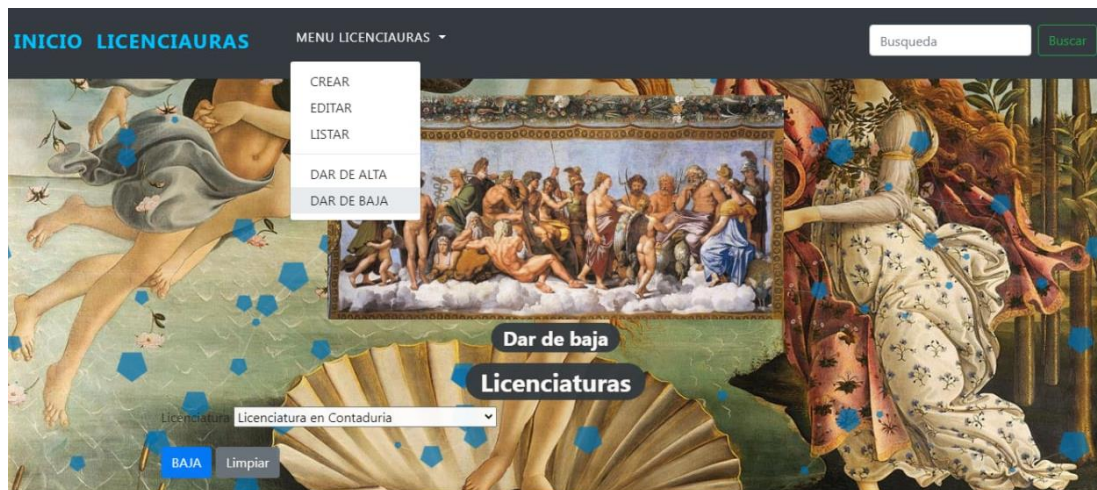 INICIO LICENCIAURAS MENU LICENCIAURAS Busqueda Buscar
CREAR
EDITAR
LISTAR
DAR DE ALTA
DAR DE BAJA
Dar de baja
Licenciaturas
Licenciatura Licenciatura en Contaduria
BAJA Limpiar